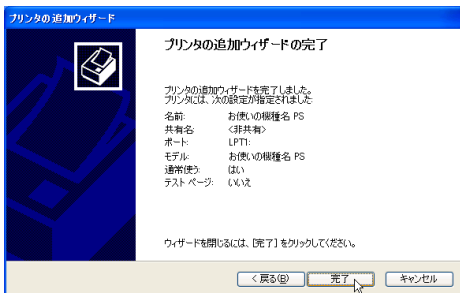 プリンタの追加ウィザード
プリンタの追加ウィザードの完了
プリンタの追加ウィザードを完了しました。
プリンタには、次の設定が指定されました:
名前: お使いの機種名 PS
共有名: <非共有>
ポート: LPT1:
モデル: お使いの機種名 PS
通常使う: はい
テスト ページ: いいえ
ウィザードを閉じるには、[完了] をクリックしてください。
< 戻る(B) 完了 キャンセル